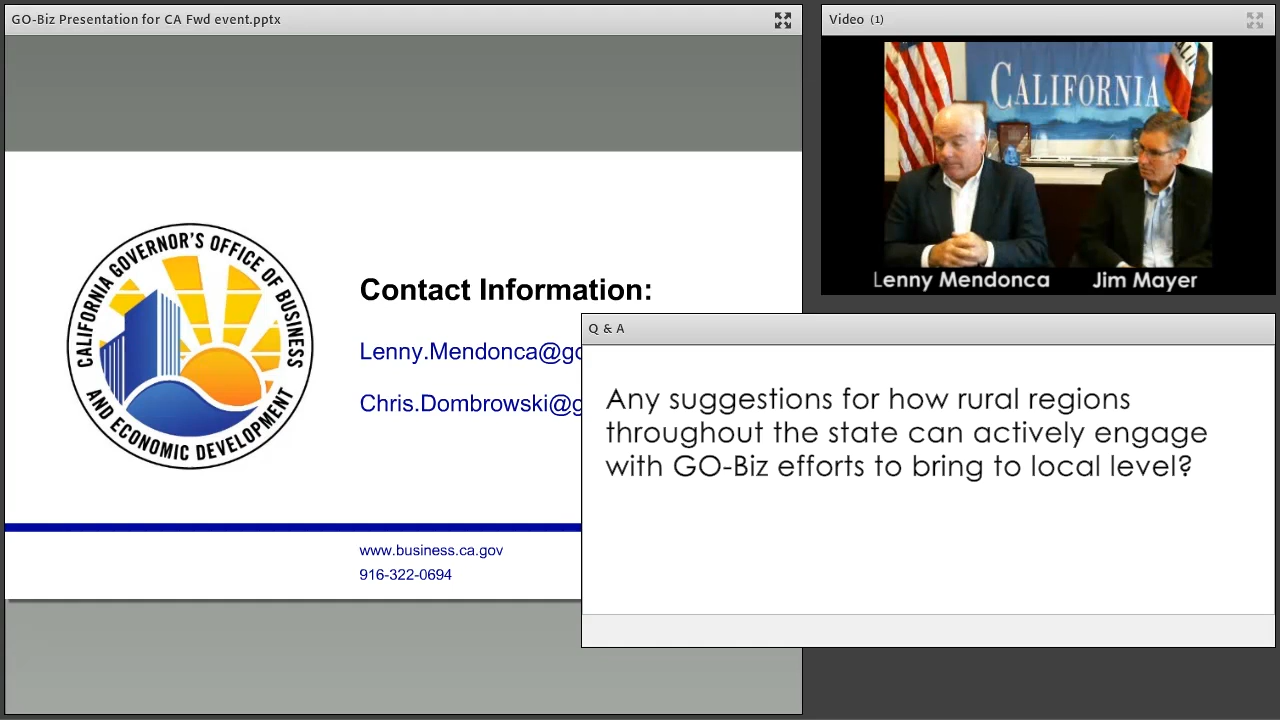 GO-Biz Presentation for CA Fwd event.pptx
CALIFORNIA GOVERNOR'S OFFICE OF BUSINESS
AND ECONOMIC DEVELOPMENT
Contact Information:
Lenny.Mendonca@go
Chris.Dombrowski@g
www.business.ca.gov
916-322-0694
Video (1)
CALIFORNIA
Lenny Mendonca
Jim Mayer
Q & A
Any suggestions for how rural regions
throughout the state can actively engage
with GO-Biz efforts to bring to local level?